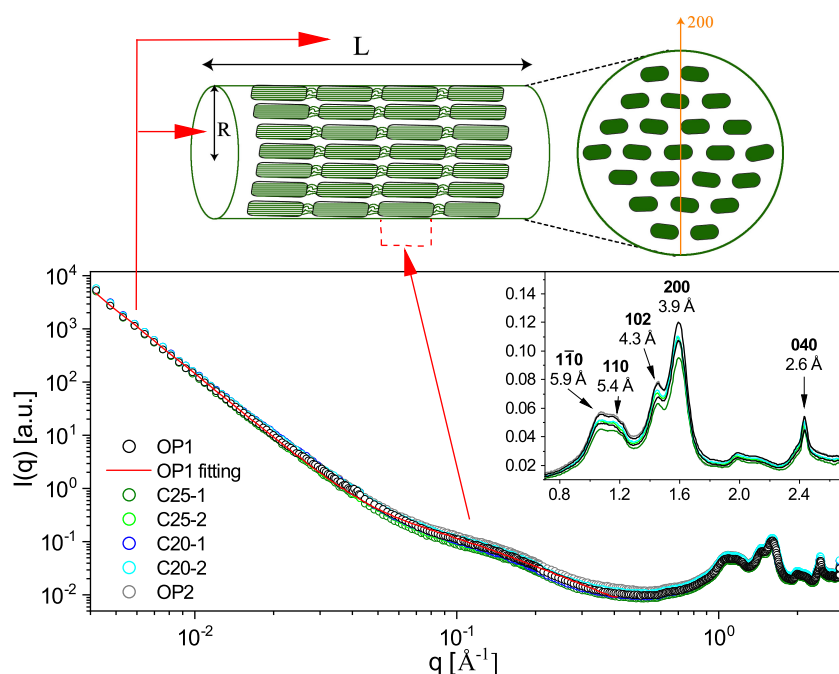 L
200
R
10⁴
10³
10²
10¹
10⁰
10⁻¹
10⁻²
I(q) [a.u.]
OP1
OP1 fitting
C25-1
C25-2
C20-1
C20-2
OP2
10⁻²
10⁻¹
10⁰
q [Å⁻¹]
0.14
0.12
0.10
0.08
0.06
0.04
0.02
0.8
1.2
1.6
2.0
2.4
11̅0
5.9 Å
110
5.4 Å
102
4.3 Å
200
3.9 Å
040
2.6 Å